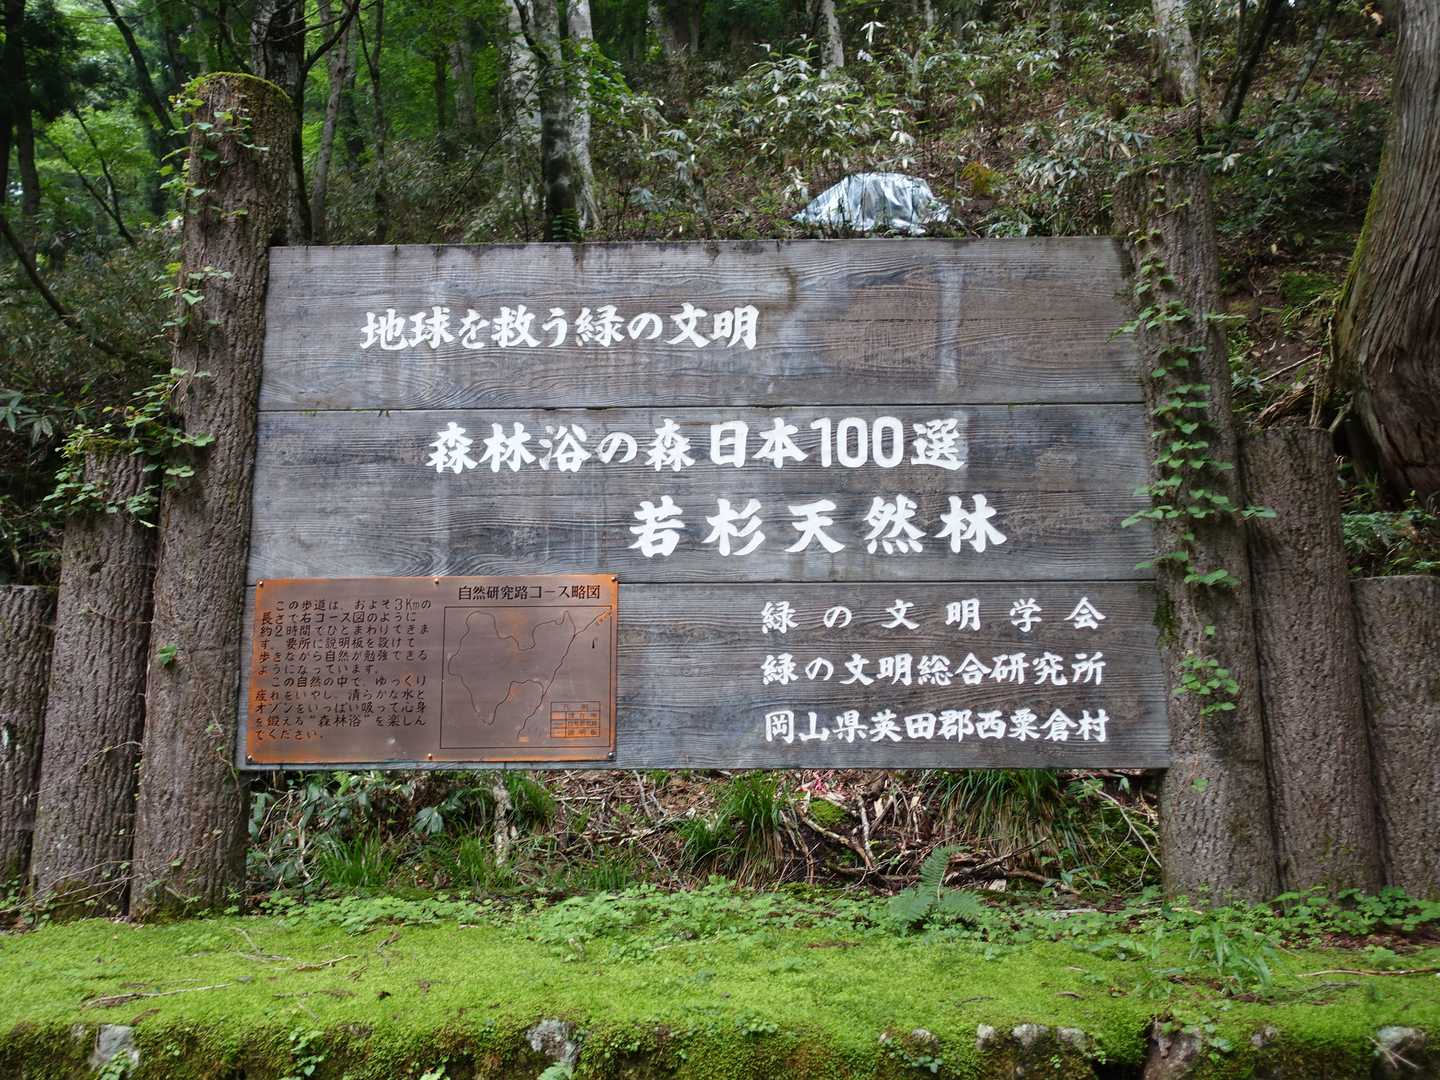 地球を救う緑の文明
森林浴の森日本100選
若杉天然林
自然研究路コース略図
この歩道は、およそ3Kmの
長さで右コース図のように
約2時間でひとまわりできま
す。要所に説明板を設けて
歩きながら自然が勉強できる
ようになっています。
この自然の中で、ゆっくり
疲れをいやし、清らかな水と
オゾンをいっぱい吸って心身
を鍛える"森林浴"を楽しん
でください。
凡例
緑の文明学会
緑の文明総合研究所
岡山県英田郡西粟倉村